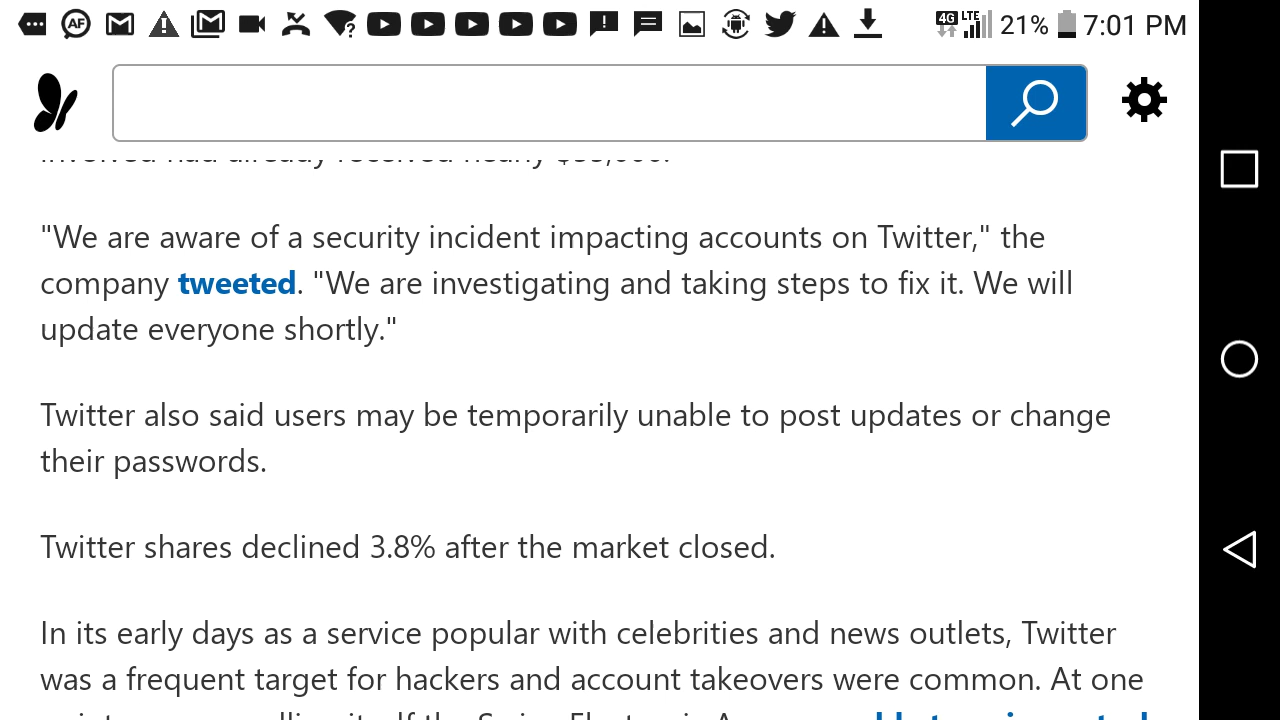 AF
4G LTE 21% 7:01 PM
"We are aware of a security incident impacting accounts on Twitter," the
company tweeted. "We are investigating and taking steps to fix it. We will
update everyone shortly."
Twitter also said users may be temporarily unable to post updates or change
their passwords.
Twitter shares declined 3.8% after the market closed.
In its early days as a service popular with celebrities and news outlets, Twitter
was a frequent target for hackers and account takeovers were common. At one